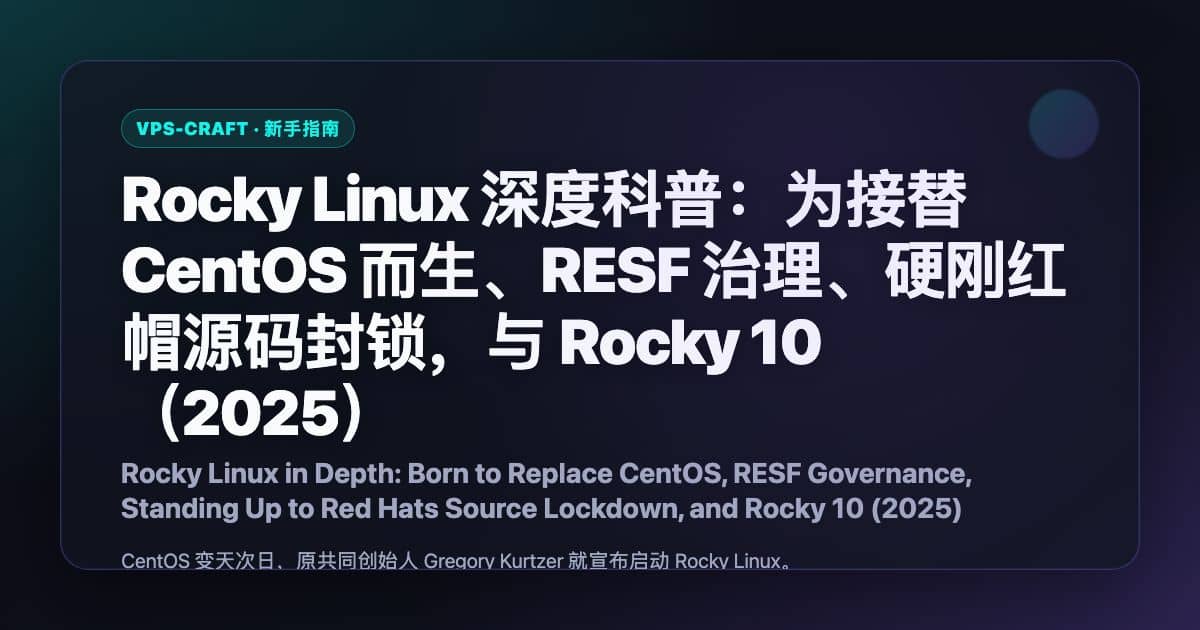 VPS-CRAFT · 新手指南
Rocky Linux 深度科普：为接替
CentOS 而生、RESF 治理、硬刚红
帽源码封锁，与 Rocky 10
（2025）
Rocky Linux in Depth: Born to Replace CentOS, RESF Governance,
Standing Up to Red Hats Source Lockdown, and Rocky 10 (2025)
CentOS 变天次日，原共同创始人 Gregory Kurtzer 就宣布启动 Rocky Linux。